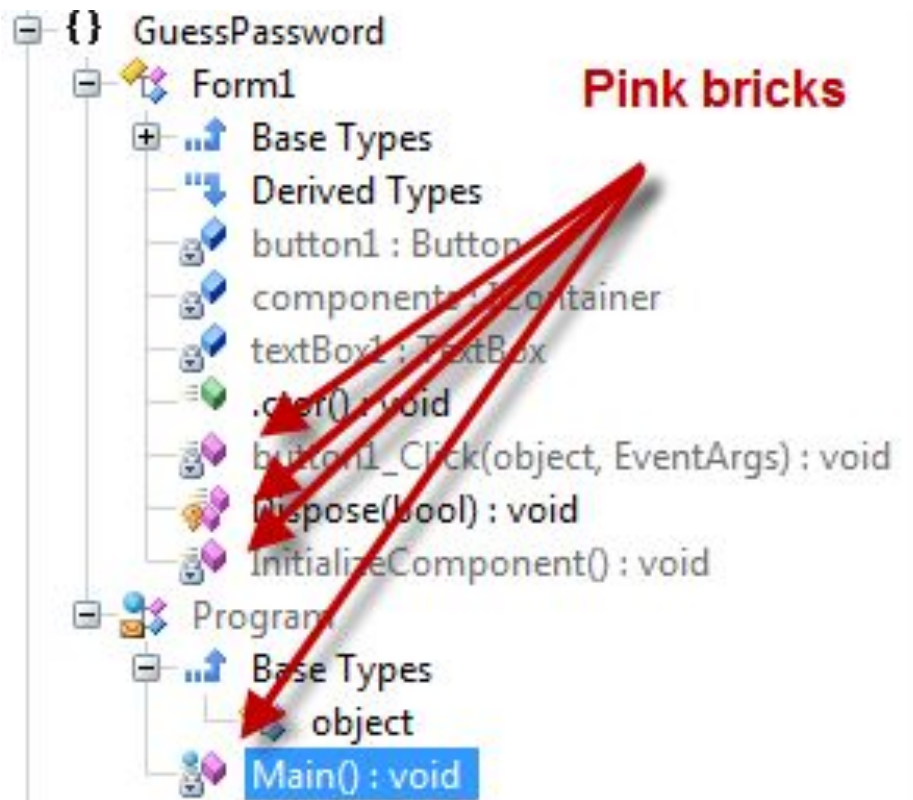 {} GuessPassword
Form1
Pink bricks
Base Types
Derived Types
button1 : Button
components : IContainer
textBox1 : TextBox
.ctor() : void
button1_Click(object, EventArgs) : void
Dispose(bool) : void
InitializeComponent() : void
Program
Base Types
object
Main() : void